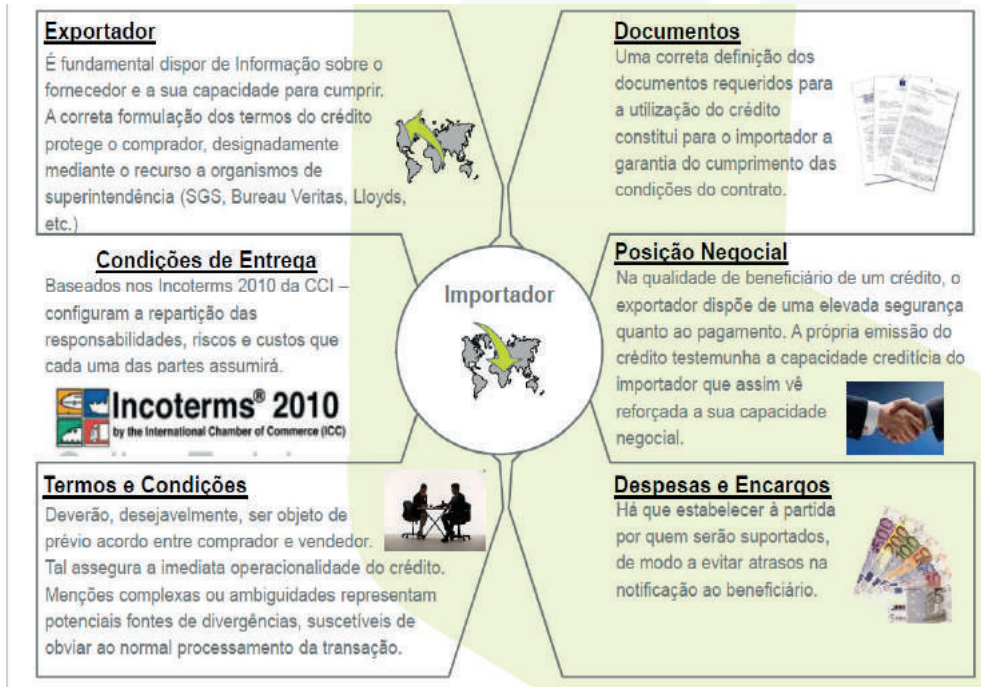 Exportador
É fundamental dispor de Informação sobre o
fornecedor e a sua capacidade para cumprir.
A correta formulação dos termos do crédito
protege o comprador, designadamente
mediante o recurso a organismos de
superintendência (SGS, Bureau Veritas, Lloyds,
etc.)
Documentos
Uma correta definição dos
documentos requeridos para
a utilização do crédito
constitui para o importador a
garantia do cumprimento das
condições do contrato.
Condições de Entrega
Baseados nos Incoterms 2010 da CCI –
configuram a repartição das
responsabilidades, riscos e custos que
cada uma das partes assumirá.
Incoterms® 2010
by the International Chamber of Commerce (ICC)
Importador
Posição Negocial
Na qualidade de beneficiário de um crédito, o
exportador dispõe de uma elevada segurança
quanto ao pagamento. A própria emissão do
crédito testemunha a capacidade creditícia do
importador que assim vê
reforçada a sua capacidade
negocial.
Termos e Condições
Deverão, desejavelmente, ser objeto de
prévio acordo entre comprador e vendedor.
Tal assegura a imediata operacionalidade do crédito.
Menções complexas ou ambiguidades representam
potenciais fontes de divergências, suscetíveis de
obviar ao normal processamento da transação.
Despesas e Encargos
Há que estabelecer à partida
por quem serão suportados,
de modo a evitar atrasos na
notificação ao beneficiário.